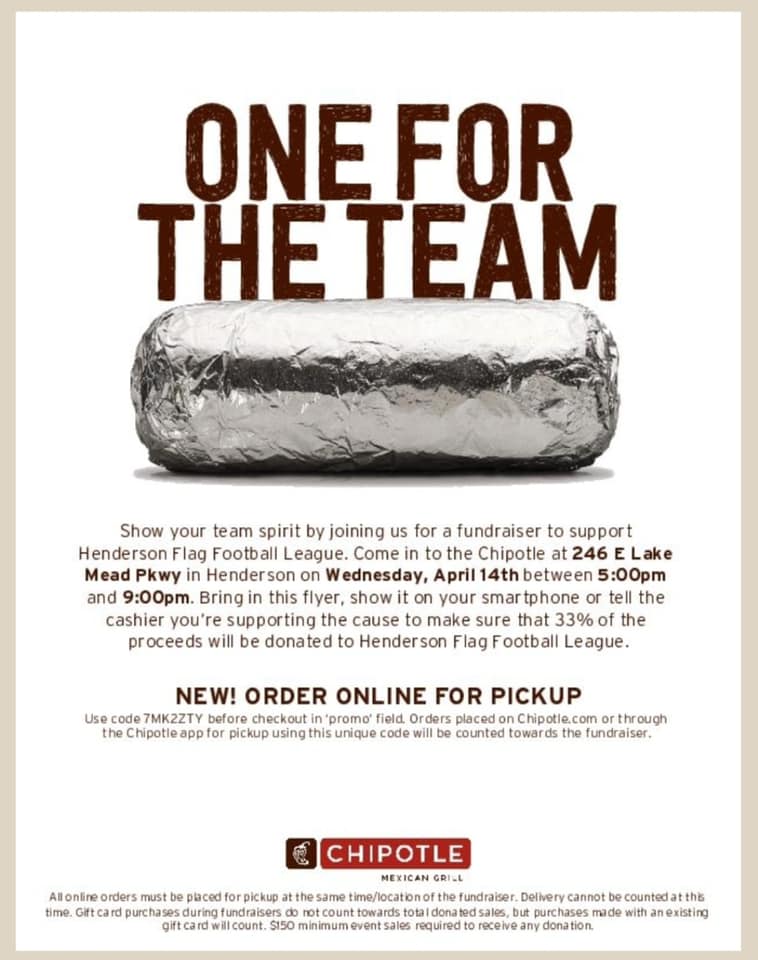 ONE FOR
THE TEAM
Show your team spirit by joining us for a fundraiser to support
Henderson Flag Football League. Come in to the Chipotle at 246 E Lake
Mead Pkwy in Henderson on Wednesday, April 14th between 5:00pm
and 9:00pm. Bring in this flyer, show it on your smartphone or tell the
cashier you're supporting the cause to make sure that 33% of the
proceeds will be donated to Henderson Flag Football League.
NEW! ORDER ONLINE FOR PICKUP
Use code 7MK2ZTY before checkout in 'promo' field. Orders placed on Chipotle.com or through
the Chipotle app for pickup using this unique code will be counted towards the fundraiser.
CHIPOTLE
MEXICAN GRILL
All online orders must be placed for pickup at the same time/location of the fundraiser. Delivery cannot be counted at this
time. Gift card purchases during fundraisers do not count towards total donated sales, but purchases made with an existing
gift card will count. $150 minimum event sales required to receive any donation.